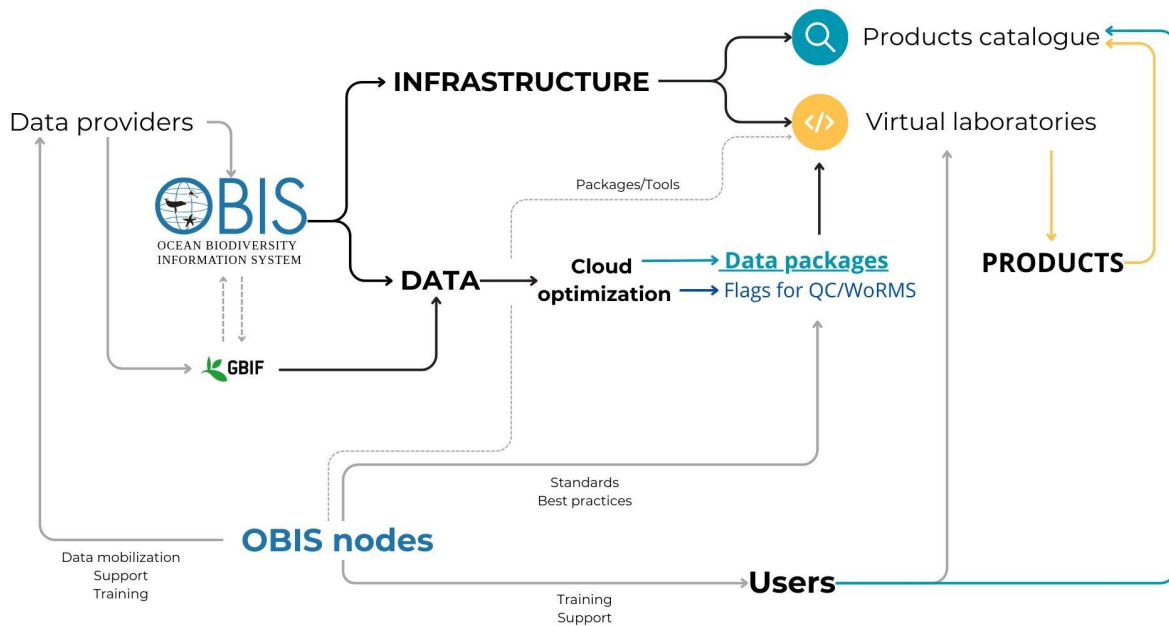 Products catalogue
INFRASTRUCTURE
Data providers
</>
Virtual laboratories
Packages/Tools
OBIS
OCEAN BIODIVERSITY
INFORMATION SYSTEM
PRODUCTS
DATA
Cloud
optimization
Data packages
Flags for QC/WoRMS
GBIF
Standards
Best practices
OBIS nodes
Data mobilization
Support
Training
Users
Training
Support